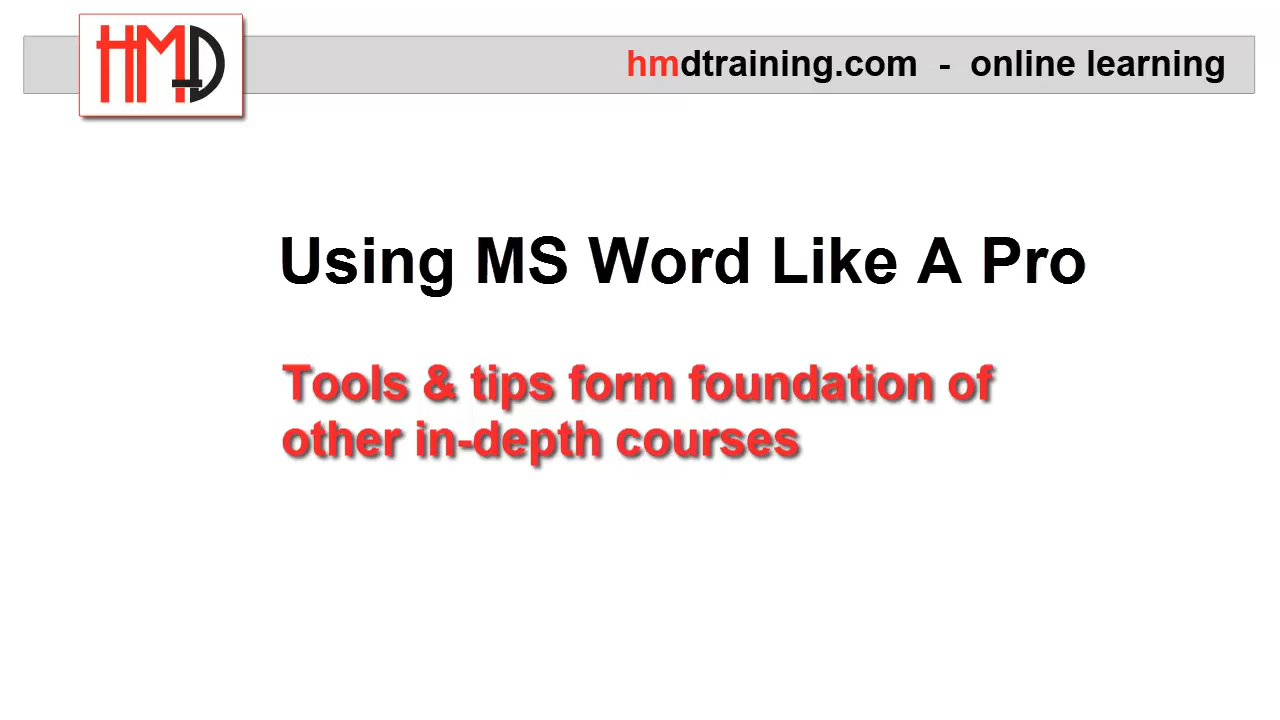 HMD
hmdtraining.com - online learning
Using MS Word Like A Pro
Tools & tips form foundation of
other in-depth courses